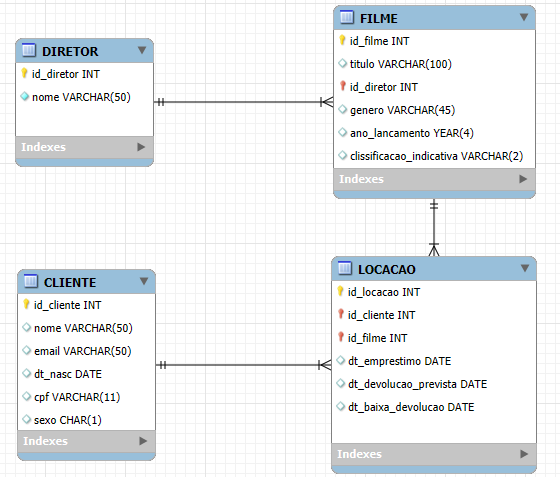 DIRETOR
id_diretor INT
nome VARCHAR(50)
Indexes
FILME
id_filme INT
titulo VARCHAR(100)
id_diretor INT
genero VARCHAR(45)
ano_lancamento YEAR(4)
clissificacao_indicativa VARCHAR(2)
Indexes
CLIENTE
id_cliente INT
nome VARCHAR(50)
email VARCHAR(50)
dt_nasc DATE
cpf VARCHAR(11)
sexo CHAR(1)
Indexes
LOCACAO
id_locacao INT
id_cliente INT
id_filme INT
dt_emprestimo DATE
dt_devolucao_prevista DATE
dt_baixa_devolucao DATE
Indexes